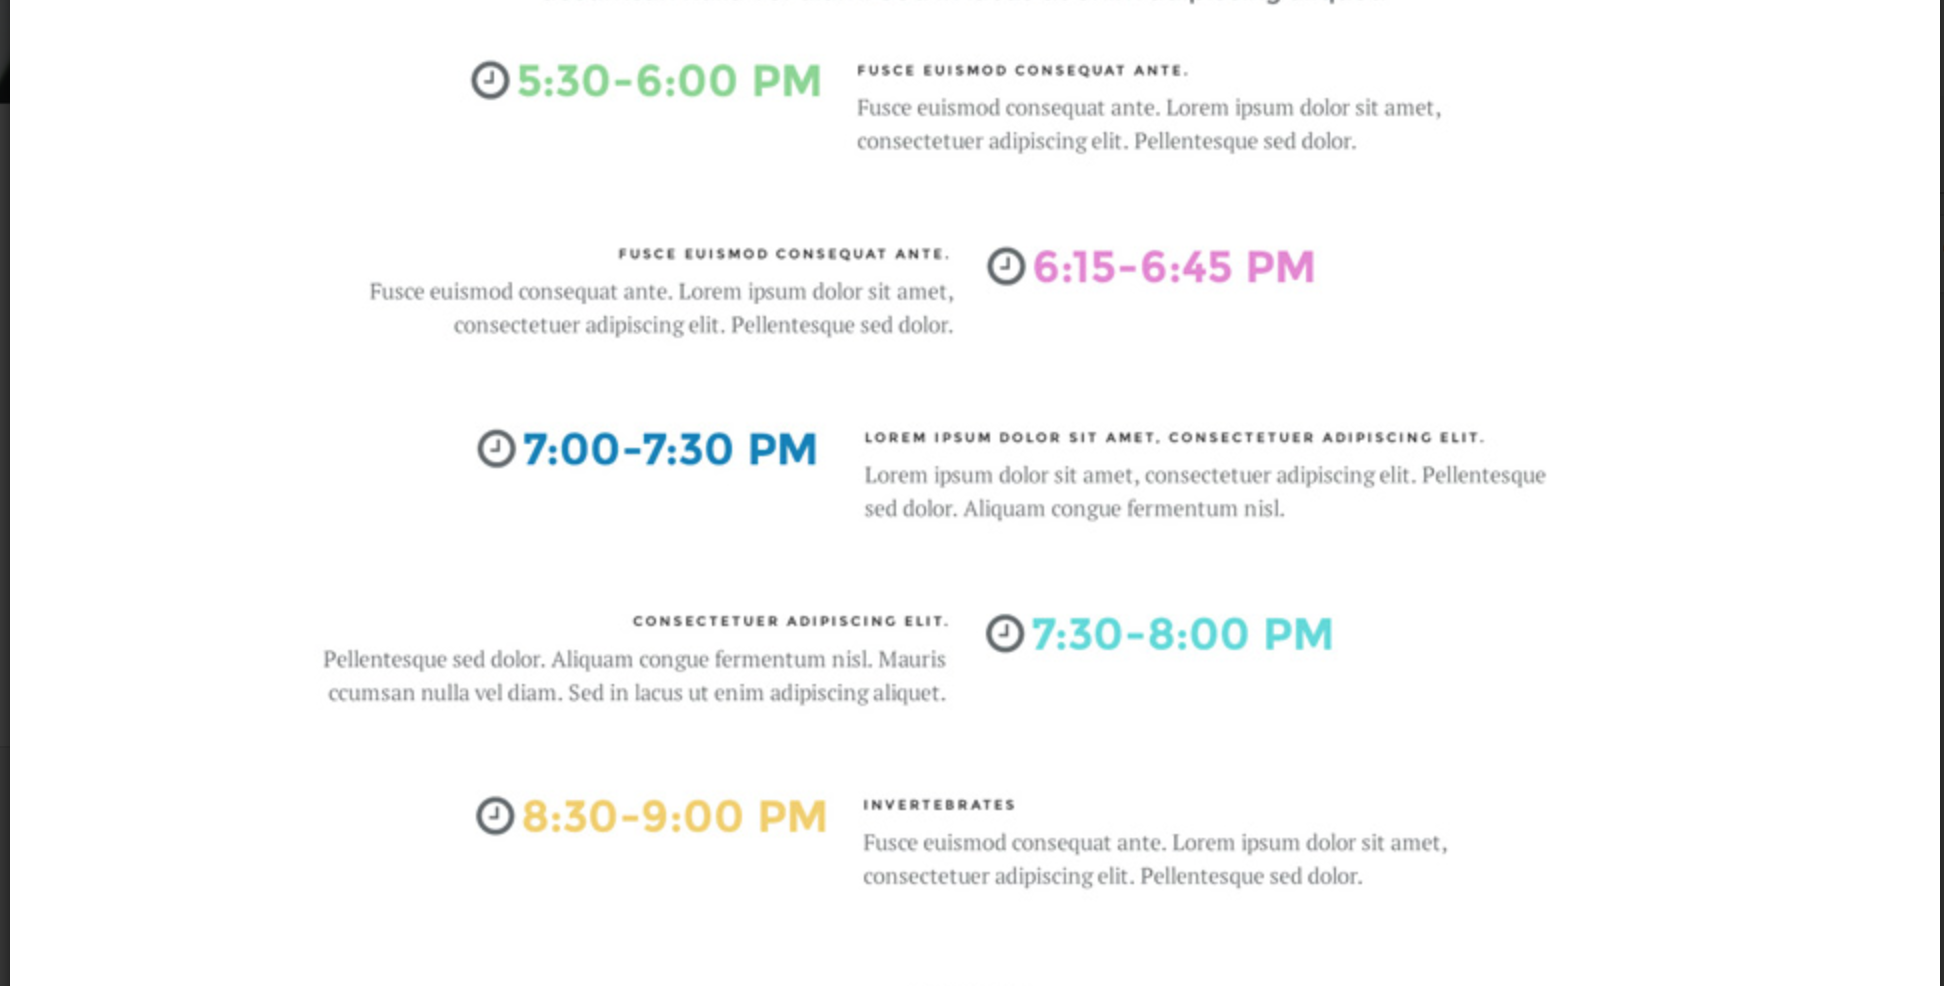 5:30-6:00 PM
FUSCE EUISMOD CONSEQUAT ANTE.
Fusce euismod consequat ante. Lorem ipsum dolor sit amet,
consectetuer adipiscing elit. Pellentesque sed dolor.
FUSCE EUISMOD CONSEQUAT ANTE.
Fusce euismod consequat ante. Lorem ipsum dolor sit amet,
consectetuer adipiscing elit. Pellentesque sed dolor.
6:15-6:45 PM
7:00-7:30 PM
LOREM IPSUM DOLOR SIT AMET, CONSECTETUER ADIPISCING ELIT.
Lorem ipsum dolor sit amet, consectetuer adipiscing elit. Pellentesque
sed dolor. Aliquam congue fermentum nisl.
CONSECTETUER ADIPISCING ELIT.
Pellentesque sed dolor. Aliquam congue fermentum nisl. Mauris
ccumsan nulla vel diam. Sed in lacus ut enim adipiscing aliquet.
7:30-8:00 PM
8:30-9:00 PM
INVERTEBRATES
Fusce euismod consequat ante. Lorem ipsum dolor sit amet,
consectetuer adipiscing elit. Pellentesque sed dolor.